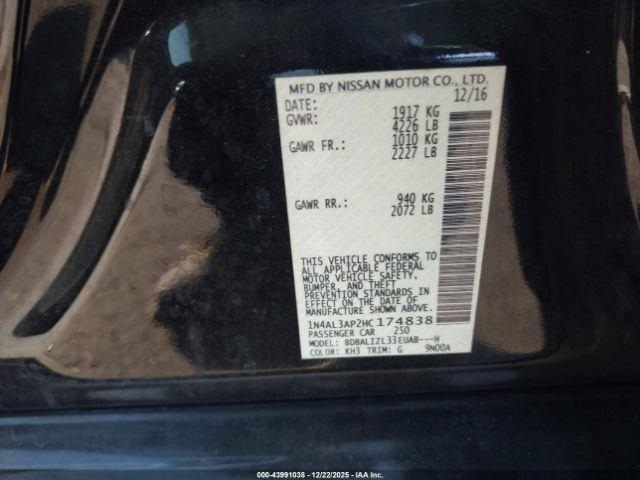 MFD BY NISSAN MOTOR CO., LTD.
DATE: 12/16
GVWR: 1917 KG
4226 LB
GAWR FR.: 1010 KG
2227 LB
GAWR RR.: 940 KG
2072 LB
THIS VEHICLE CONFORMS TO
ALL APPLICABLE FEDERAL
MOTOR VEHICLE SAFETY,
BUMPER, AND THEFT
PREVENTION STANDARDS IN
EFFECT ON THE DATE OF
MANUFACTURE SHOWN ABOVE.
1N4AL3AP2HC174838
PASSENGER CAR 250
MODEL: BDBALIZL33EUAB---H
COLOR: KH3 TRIM: G 9N00A
000-43991038 - 12/22/2025 - IAAI.com